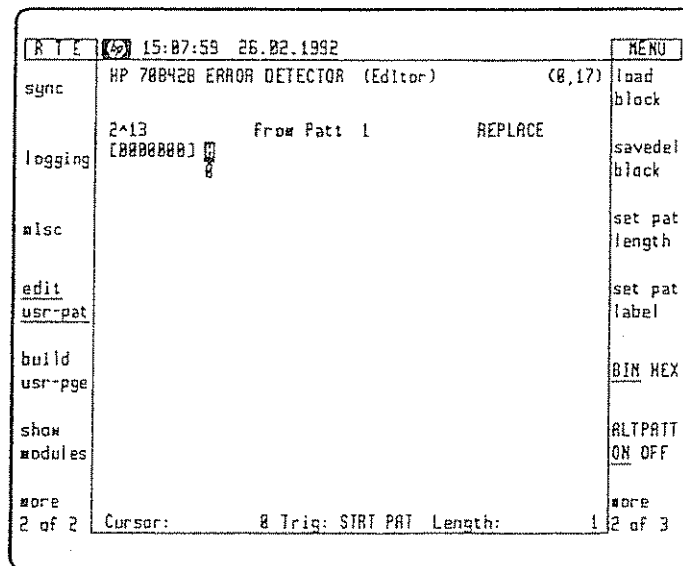 RTE
hp 15:07:59 26.02.1992
MENU
HP 70842B ERROR DETECTOR (Editor) (0,17)
2^13 From Patt 1 REPLACE
[0000000]
0
Cursor: 0 Trig: STRT PAT Length: 1
sync
logging
misc
edit
usr-pat
build
usr-pge
show
modules
more
2 of 2
load
block
savedel
block
set pat
length
set pat
label
BIN HEX
ALTPATT
ON OFF
more
2 of 3